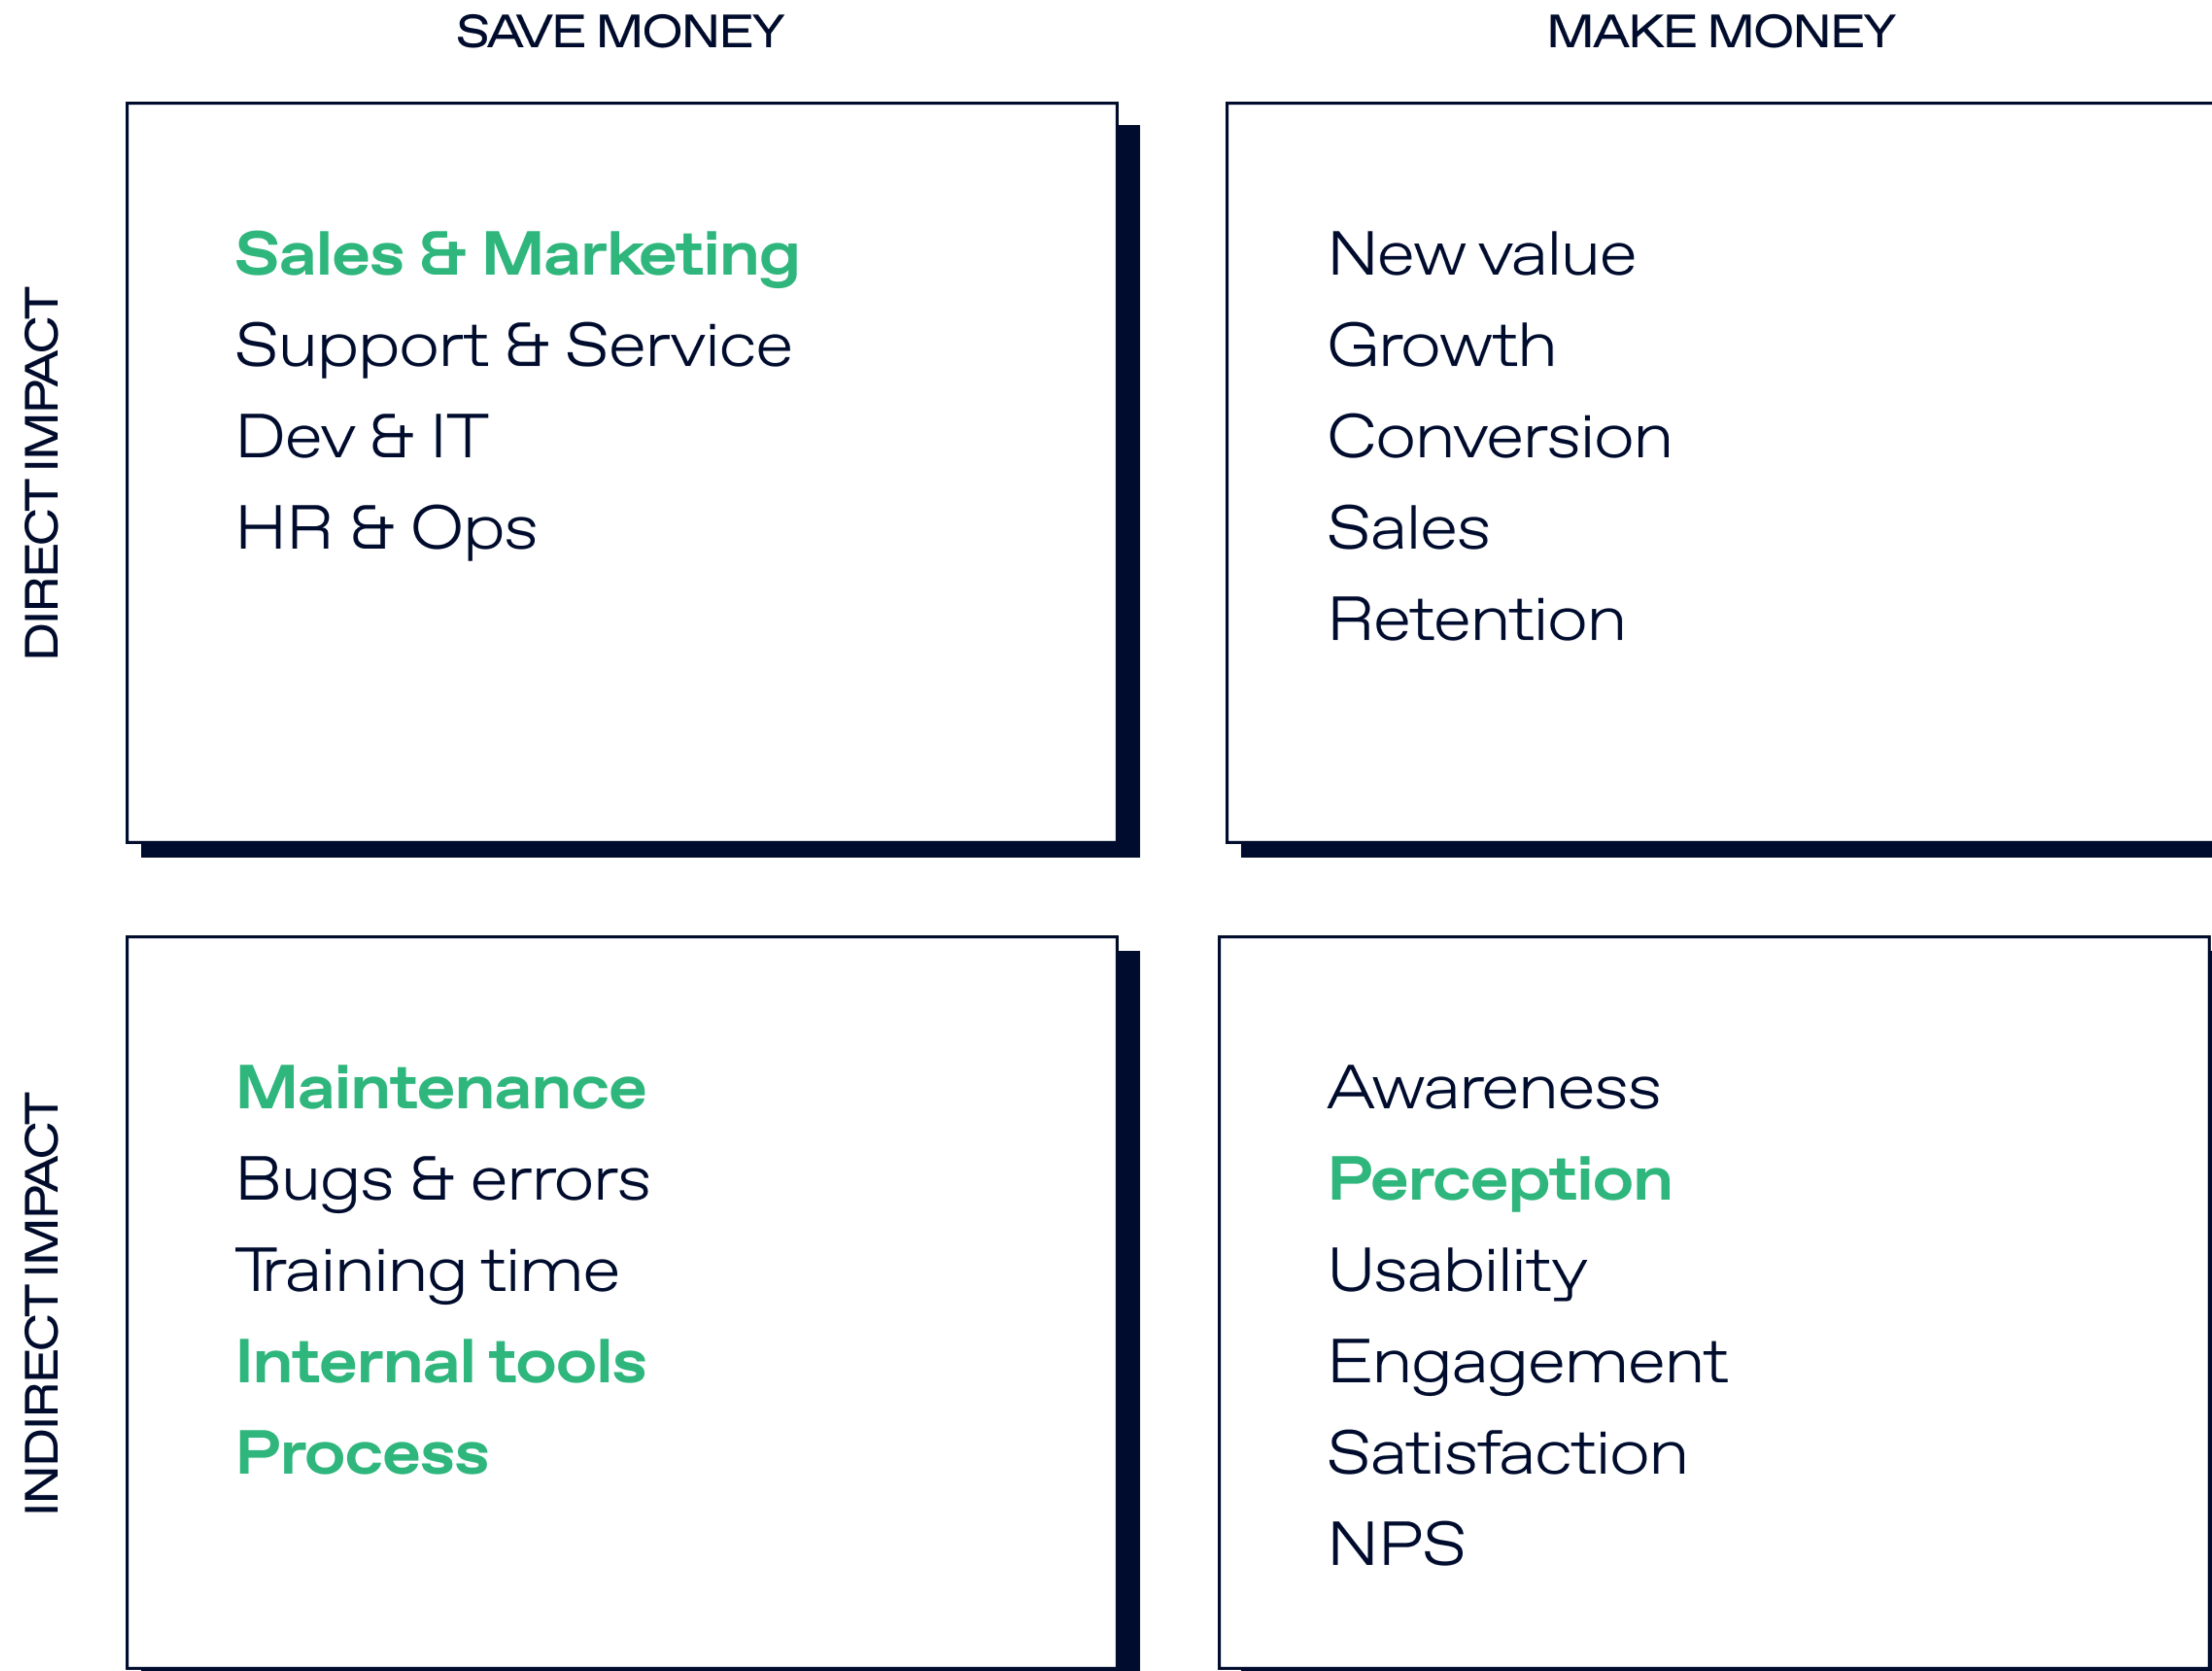 SAVE MONEY
MAKE MONEY
DIRECT IMPACT
Sales & Marketing
Support & Service
Dev & IT
HR & Ops
New value
Growth
Conversion
Sales
Retention
INDIRECT IMPACT
Maintenance
Bugs & errors
Training time
Internal tools
Process
Awareness
Perception
Usability
Engagement
Satisfaction
NPS